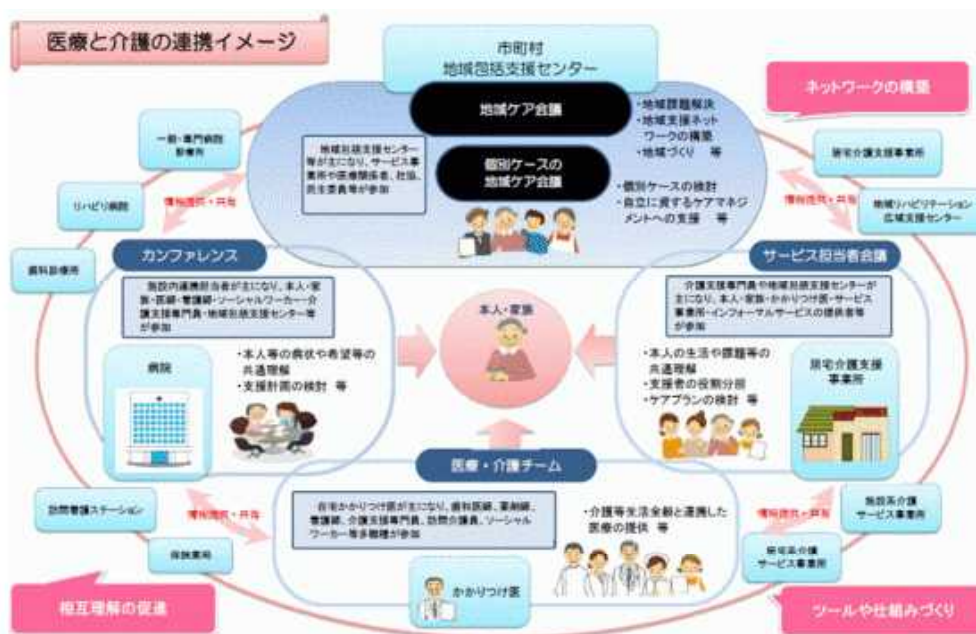 医療と介護の連携イメージ
市町村
地域包括支援センター
ネットワークの構築
地域ケア会議
・地域課題解決
・地域支援ネット
ワークの構築
・地域づくり 等
地域包括支援センター
等が主になり、サービス事
業所や医療関係者、社協、
民生委員等が参加
個別ケースの
地域ケア会議
・個別ケースの検討
・自立に資するケアマネジ
メントへの支援 等
一般・専門病院
診療所
リハビリ病院
歯科診療所
情報提供・共有
情報提供・共有
居宅介護支援事業所
地域リハビリテーション
広域支援センター
カンファレンス
施設内連携担当者が主になり、本人・家
族・医師・看護師・ソーシャルワーカー・介
護支援専門員・地域包括支援センター等
が参加
病院
・本人等の病状や希望等の
共通理解
・支援計画の検討 等
本人・家族
サービス担当者会議
介護支援専門員や地域包括支援センターが
主になり、本人・家族・かかりつけ医・サービス
事業所・インフォーマルサービスの提供者等
が参加
・本人の生活や課題等の
共通理解
・支援者の役割分担
・ケアプランの検討 等
居宅介護支援
事業所
医療・介護チーム
在宅かかりつけ医が主になり、歯科医師、薬剤師、
看護師、介護支援専門員、訪問介護員、ソーシャル
ワーカー等多職種が参加
・介護等生活全般と連携した
医療の提供 等
かかりつけ医
訪問看護ステーション
保険薬局
情報提供・共有
情報提供・共有
施設系介護
サービス事業所
居宅系介護
サービス事業所
相互理解の促進
ツールや仕組みづくり